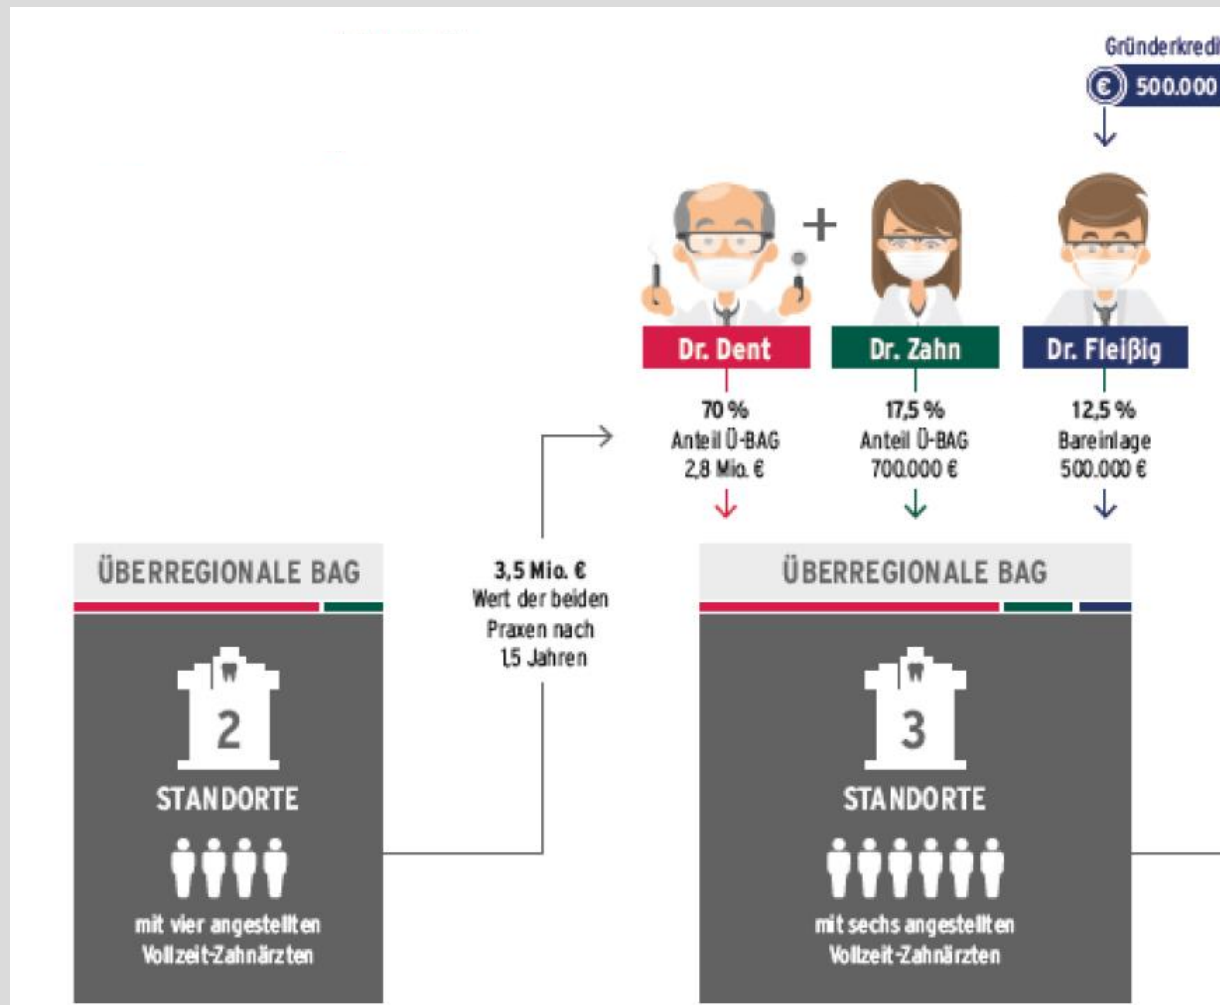 Gründerkredi
€ 500.000
Dr. Dent
Dr. Zahn
Dr. Fleißig
70 %
Anteil Ü-BAG
2,8 Mio. €
17,5 %
Anteil Ü-BAG
700.000 €
12,5 %
Bareinlage
500.000 €
ÜBERREGIONALE BAG
3,5 Mio. €
Wert der beiden
Praxen nach
1,5 Jahren
ÜBERREGIONALE BAG
2
STANDORTE
mit vier angestellten
Vollzeit-Zahnärzten
3
STANDORTE
mit sechs angestellten
Vollzeit-Zahnärzten